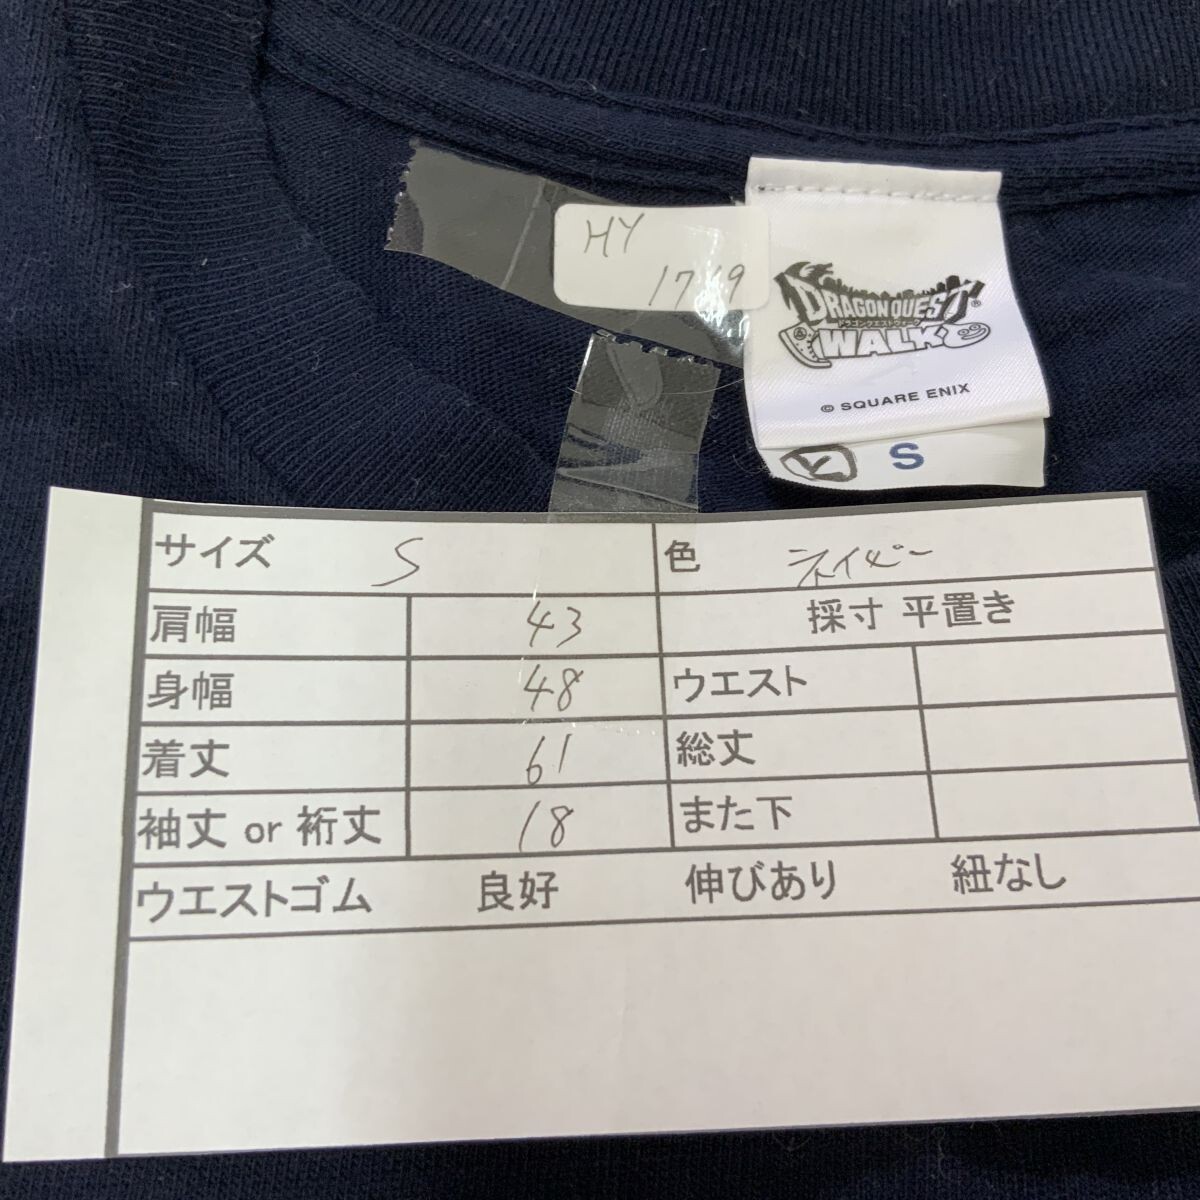 HY
1719
DRAGON QUEST®
ドラゴンクエストウォーク
WALK
© SQUARE ENIX
S
サイズ S 色 ネイビー
肩幅 43 採寸 平置き
身幅 48 ウエスト
着丈 61 総丈
袖丈 or 裄丈 18 また下
ウエストゴム 良好 伸びあり 紐なし